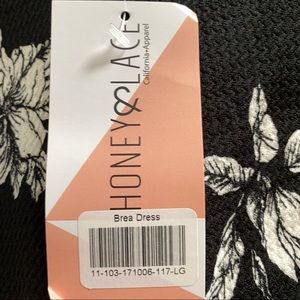 HONEY & LACE
California•Apparel
Brea Dress
11-103-171006-117-LG